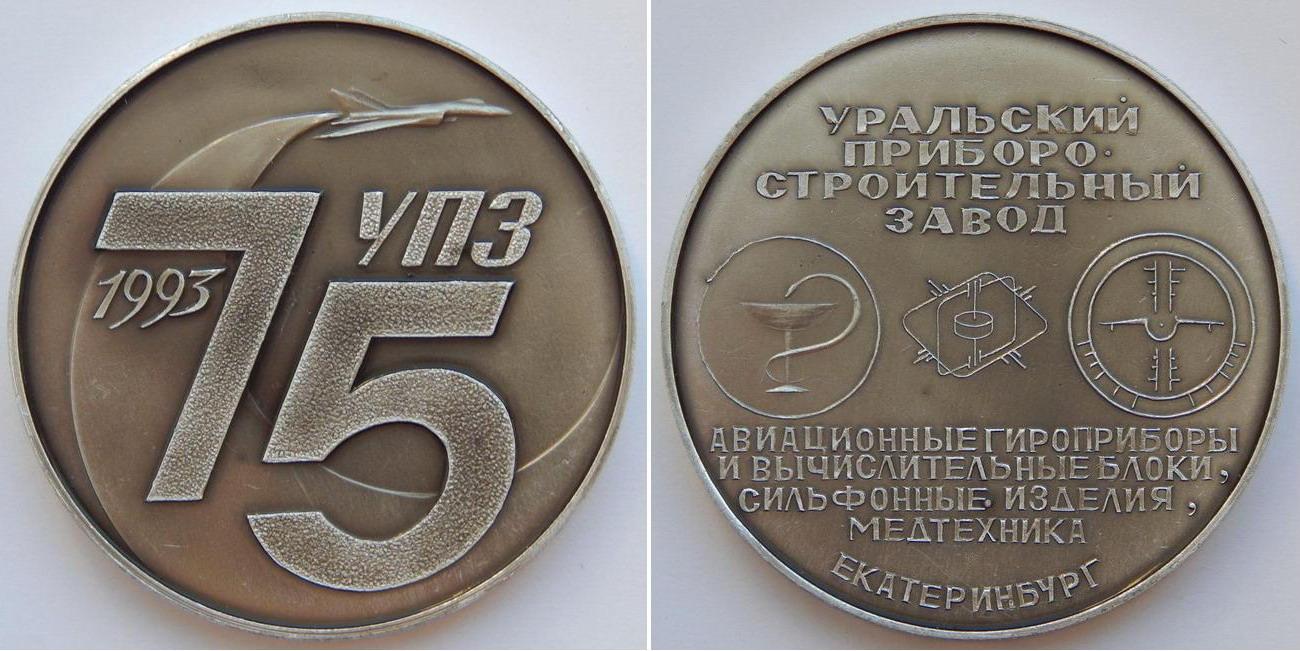 75
УПЗ
1993
УРАЛЬСКИЙ
ПРИБОРО-
СТРОИТЕЛЬНЫЙ
ЗАВОД
АВИАЦИОННЫЕ ГИРОПРИБОРЫ
И ВЫЧИСЛИТЕЛЬНЫЕ БЛОКИ,
СИЛЬФОННЫЕ ИЗДЕЛИЯ,
МЕДТЕХНИКА
ЕКАТЕРИНБУРГ